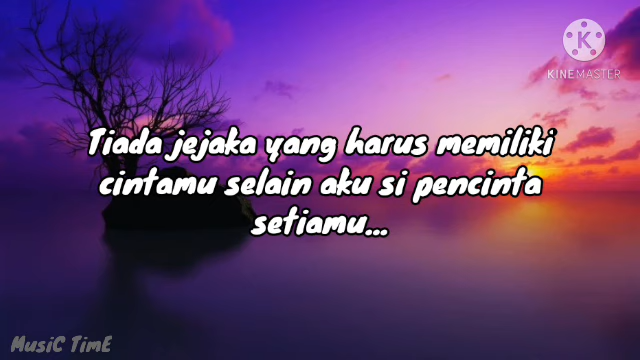 KINEMASTER
Tiada jejaka yang harus memiliki
cintamu selain aku si pencinta
setiamu...
MusiC TimE